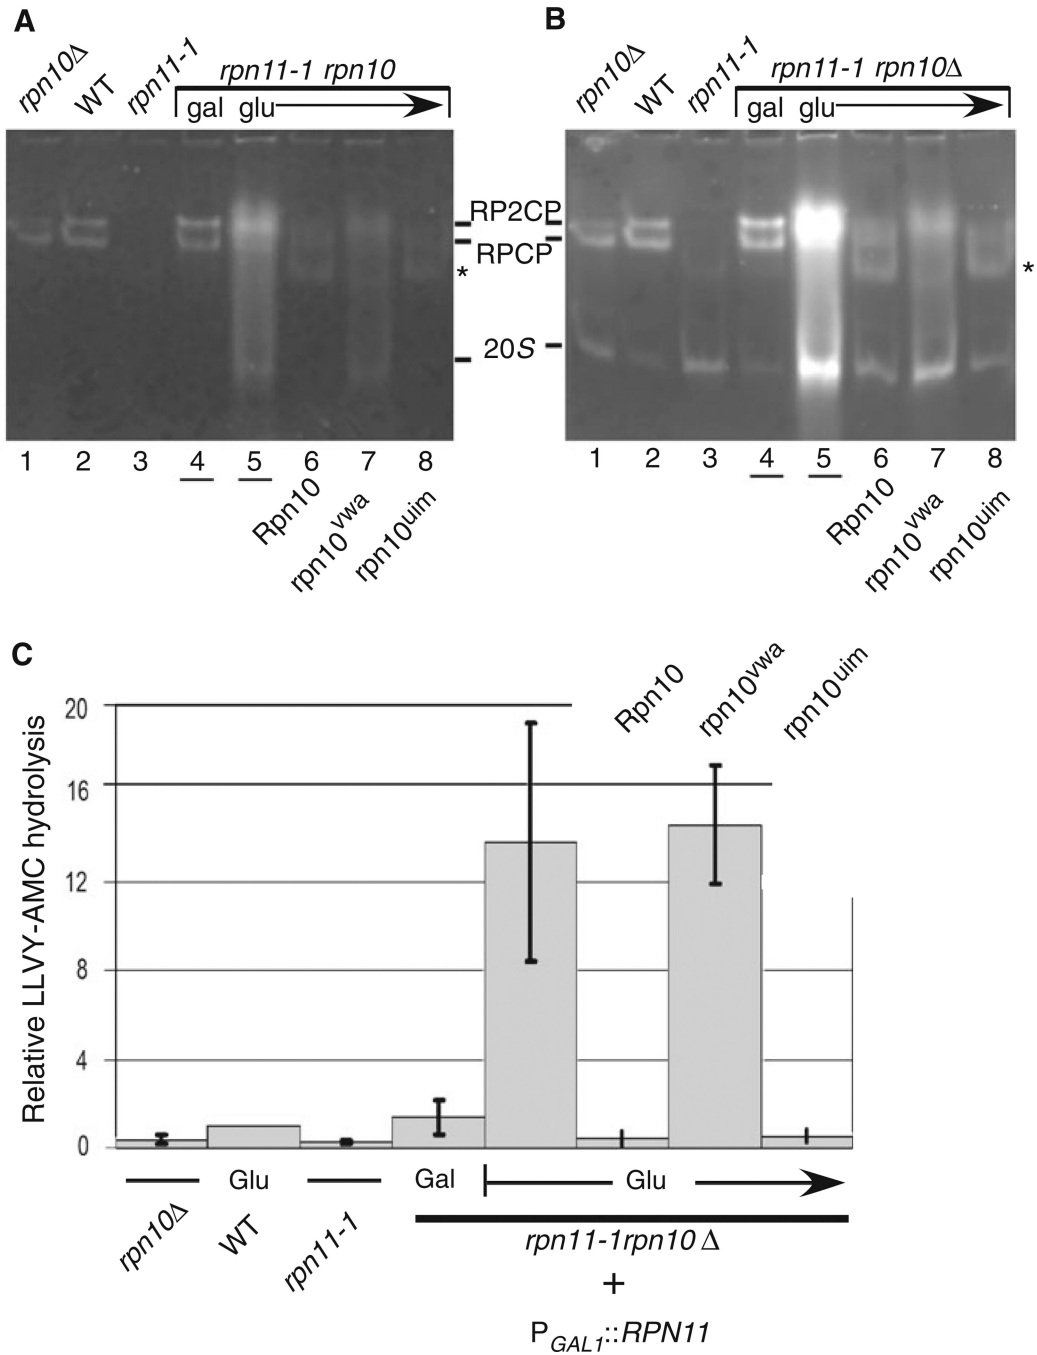 A
rpn10Δ
WT
rpn11-1
rpn11-1 rpn10
gal glu
RP2CP
RPCP
*
20S
1 2 3 4 5 6 7 8
Rpn10
rpn10vwa
rpn10uim
B
rpn10Δ
WT
rpn11-1
rpn11-1 rpn10Δ
gal glu
*
1 2 3 4 5 6 7 8
Rpn10
rpn10vwa
rpn10uim
C
Relative LLVY-AMC hydrolysis
20
16
12
8
4
0
Rpn10
rpn10vwa
rpn10uim
Glu Gal Glu
rpn10Δ
WT
rpn11-1
rpn11-1rpn10 Δ
+
PGAL1::RPN11